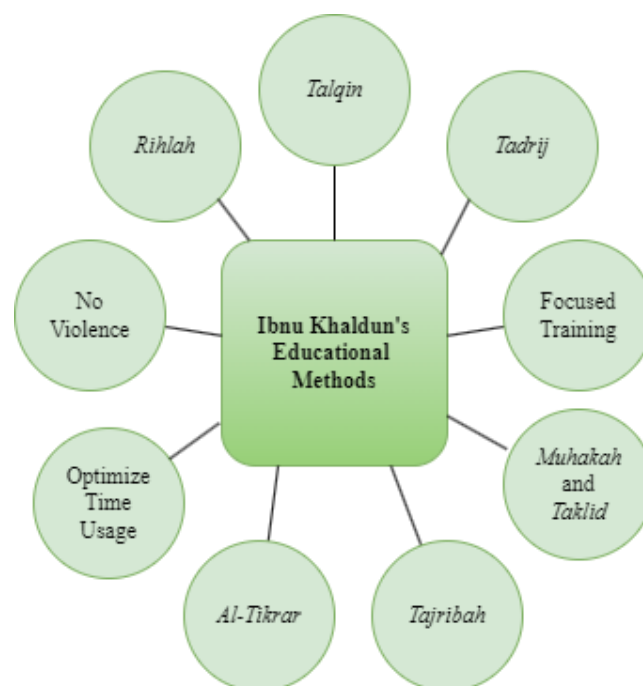 Talqin
Rihlah
Tadrij
No
Violence
Ibnu Khaldun's
Educational
Methods
Focused
Training
Optimize
Time
Usage
Muhakah
and
Taklid
Al-Tikrar
Tajribah